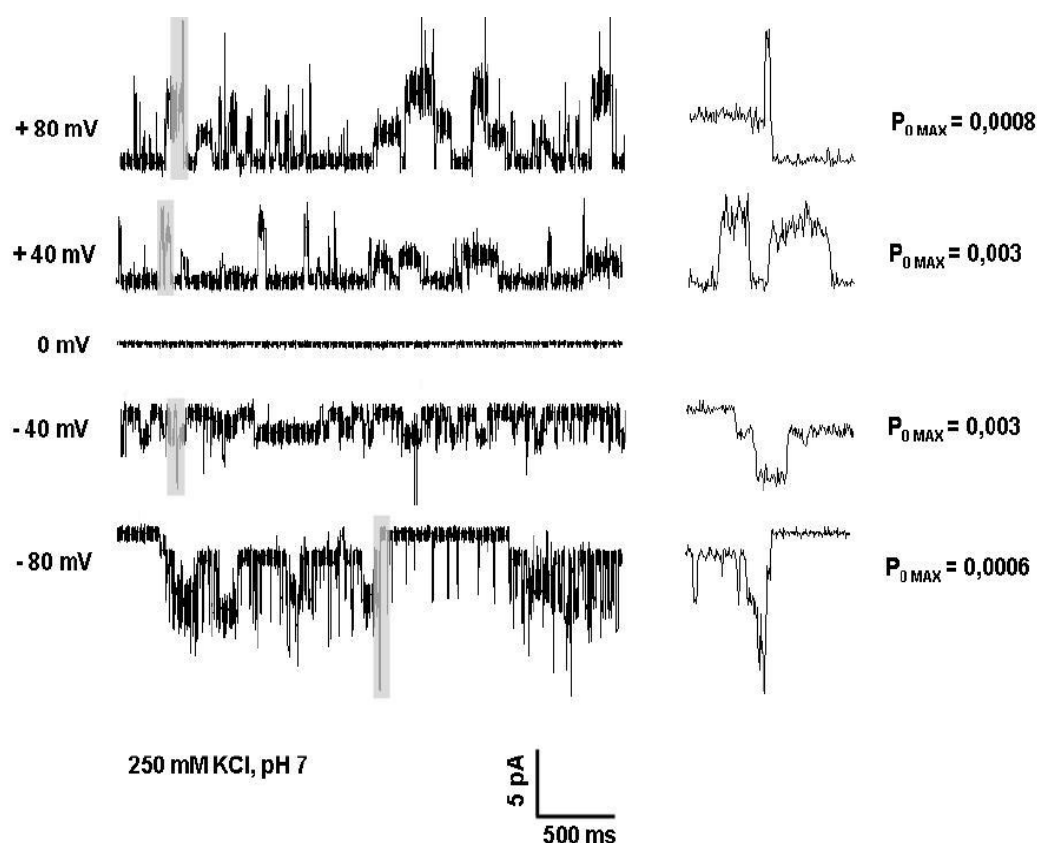 + 80 mV
P0 MAX = 0,0008
+ 40 mV
P0 MAX = 0,003
0 mV
- 40 mV
P0 MAX = 0,003
- 80 mV
P0 MAX = 0,0006
250 mM KCl, pH 7
5 pA
500 ms